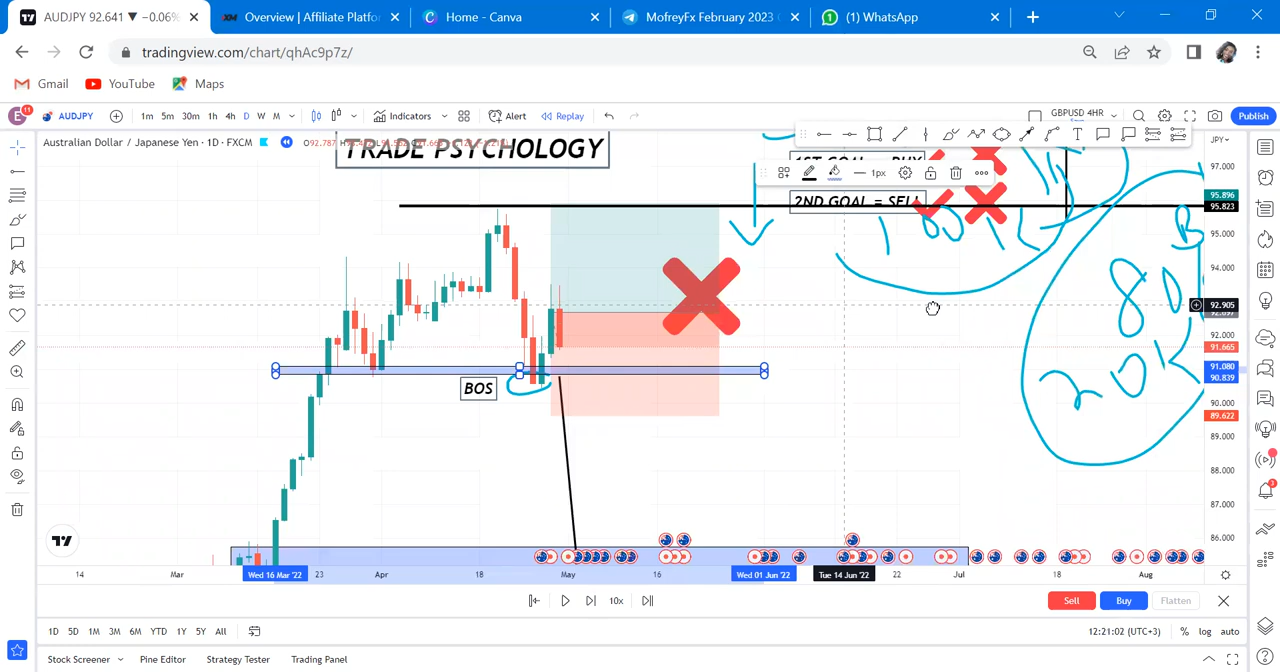 AUDJPY 92.641 ▼ −0.06%
Overview | Affiliate Platfor
Home - Canva
MofreyFx February 2023
(1) WhatsApp
tradingview.com/chart/qhAc9p7z/
Gmail YouTube Maps
E 11 AUDJPY 1m 5m 30m 1h 4h D W M Indicators Alert Replay GBPUSD 4HR Publish
Australian Dollar / Japanese Yen · 1D · FXCM
JPY
TRADE PSYCHOLOGY
1px
2ND GOAL = SELL
100K
B
80
20K
BOS
97.000
95.896
95.823
95.000
94.000
92.905
92.000
91.665
91.080
90.839
90.000
89.622
89.000
88.000
87.000
86.000
14 Mar Wed 16 Mar '22 23 Apr 18 May 16 Wed 01 Jun '22 Tue 14 Jun '22 22 Jul 18 Aug
10x Sell Buy Flatten
1D 5D 1M 3M 6M YTD 1Y 5Y All 12:21:02 (UTC+3) % log auto
Stock Screener Pine Editor Strategy Tester Trading Panel